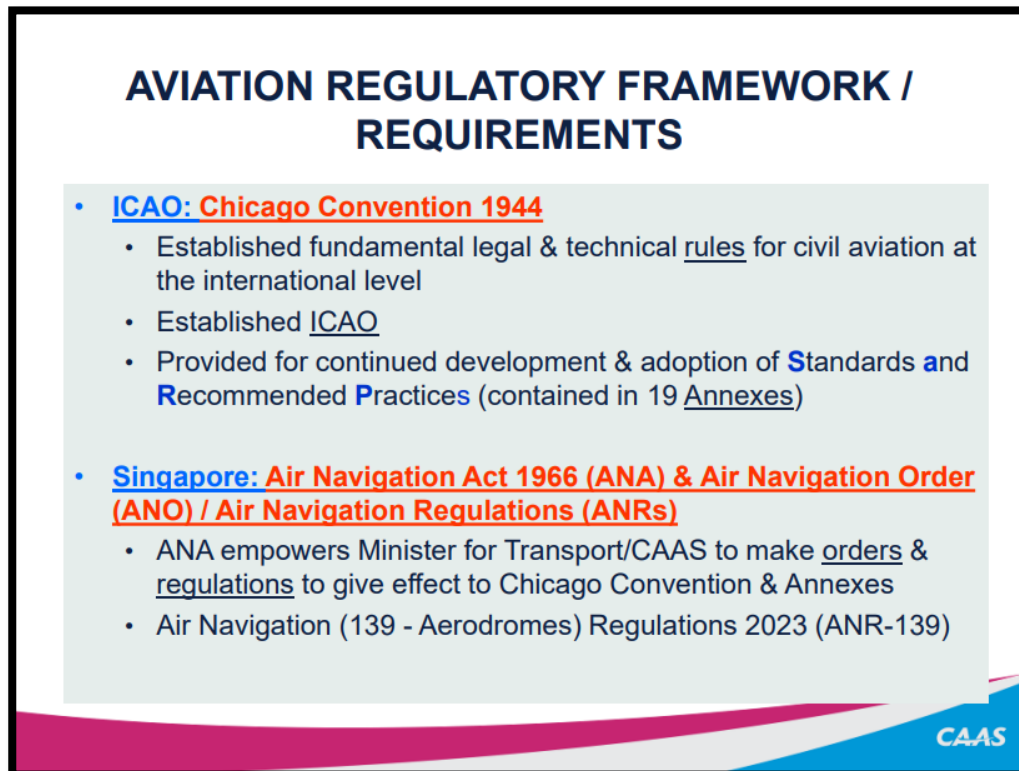 AVIATION REGULATORY FRAMEWORK /
REQUIREMENTS
• ICAO: Chicago Convention 1944
• Established fundamental legal & technical rules for civil aviation at
the international level
• Established ICAO
• Provided for continued development & adoption of Standards and
Recommended Practices (contained in 19 Annexes)
• Singapore: Air Navigation Act 1966 (ANA) & Air Navigation Order
(ANO) / Air Navigation Regulations (ANRs)
• ANA empowers Minister for Transport/CAAS to make orders &
regulations to give effect to Chicago Convention & Annexes
• Air Navigation (139 - Aerodromes) Regulations 2023 (ANR-139)
CAAS